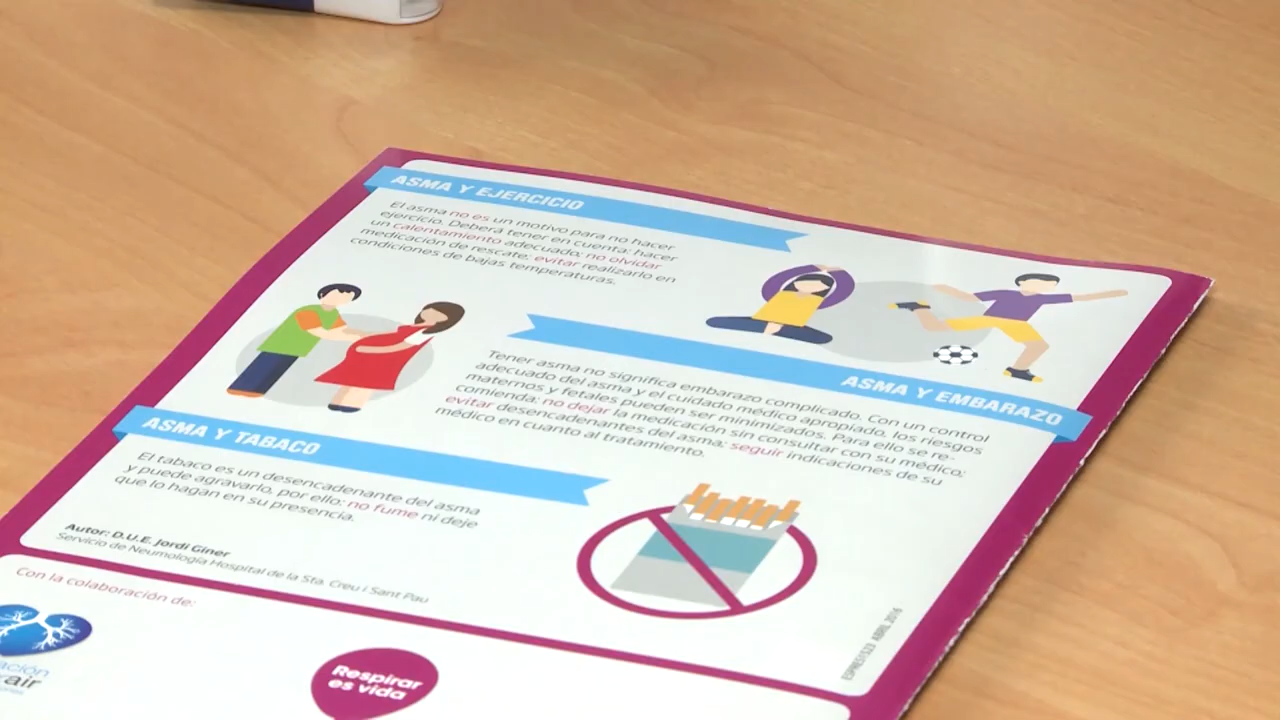 ASMA Y EJERCICIO
El asma no es un motivo para no hacer
ejercicio. Deberá tener en cuenta: hacer
un calentamiento adecuado; no olvidar
medicación de rescate; evitar realizarlo en
condiciones de bajas temperaturas.
ASMA Y EMBARAZO
Tener asma no significa embarazo complicado. Con un control
adecuado del asma y el cuidado médico apropiado, los riesgos
maternos y fetales pueden ser minimizados. Para ello se re-
comienda: no dejar la medicación sin consultar con su médico;
evitar desencadenantes del asma; seguir indicaciones de su
médico en cuanto al tratamiento.
ASMA Y TABACO
El tabaco es un desencadenante del asma
y puede agravarlo, por ello: no fume ni deje
que lo hagan en su presencia.
Autor: D.U.E. Jordi Giner
Servicio de Neumología Hospital de la Sta. Creu i Sant Pau
Con la colaboración de:
ación
air
Respirar
es vida
ABRIL 2014